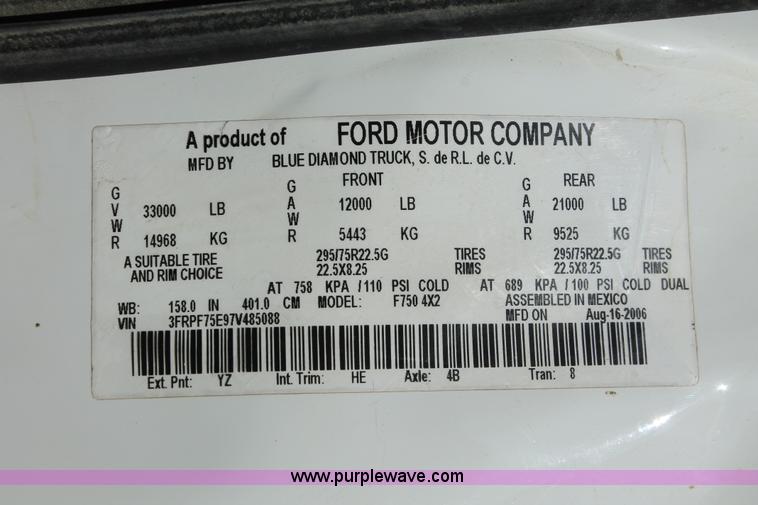 A product of FORD MOTOR COMPANY
MFD BY BLUE DIAMOND TRUCK, S. de R.L. de C.V.
GVWR 33000 LB 14968 KG
FRONT GAWR 12000 LB 5443 KG
REAR GAWR 21000 LB 9525 KG
A SUITABLE TIRE 295/75R22.5G TIRES 295/75R22.5G TIRES
AND RIM CHOICE 22.5X8.25 RIMS 22.5X8.25 RIMS
AT 758 KPA /110 PSI COLD AT 689 KPA /100 PSI COLD DUAL
WB: 158.0 IN 401.0 CM MODEL: F750 4X2 ASSEMBLED IN MEXICO
VIN 3FRPF75E97V485088 MFD ON Aug-16-2006
Ext. Pnt: YZ Int. Trim: HE Axle: 4B Tran: 8
www.purplewave.com